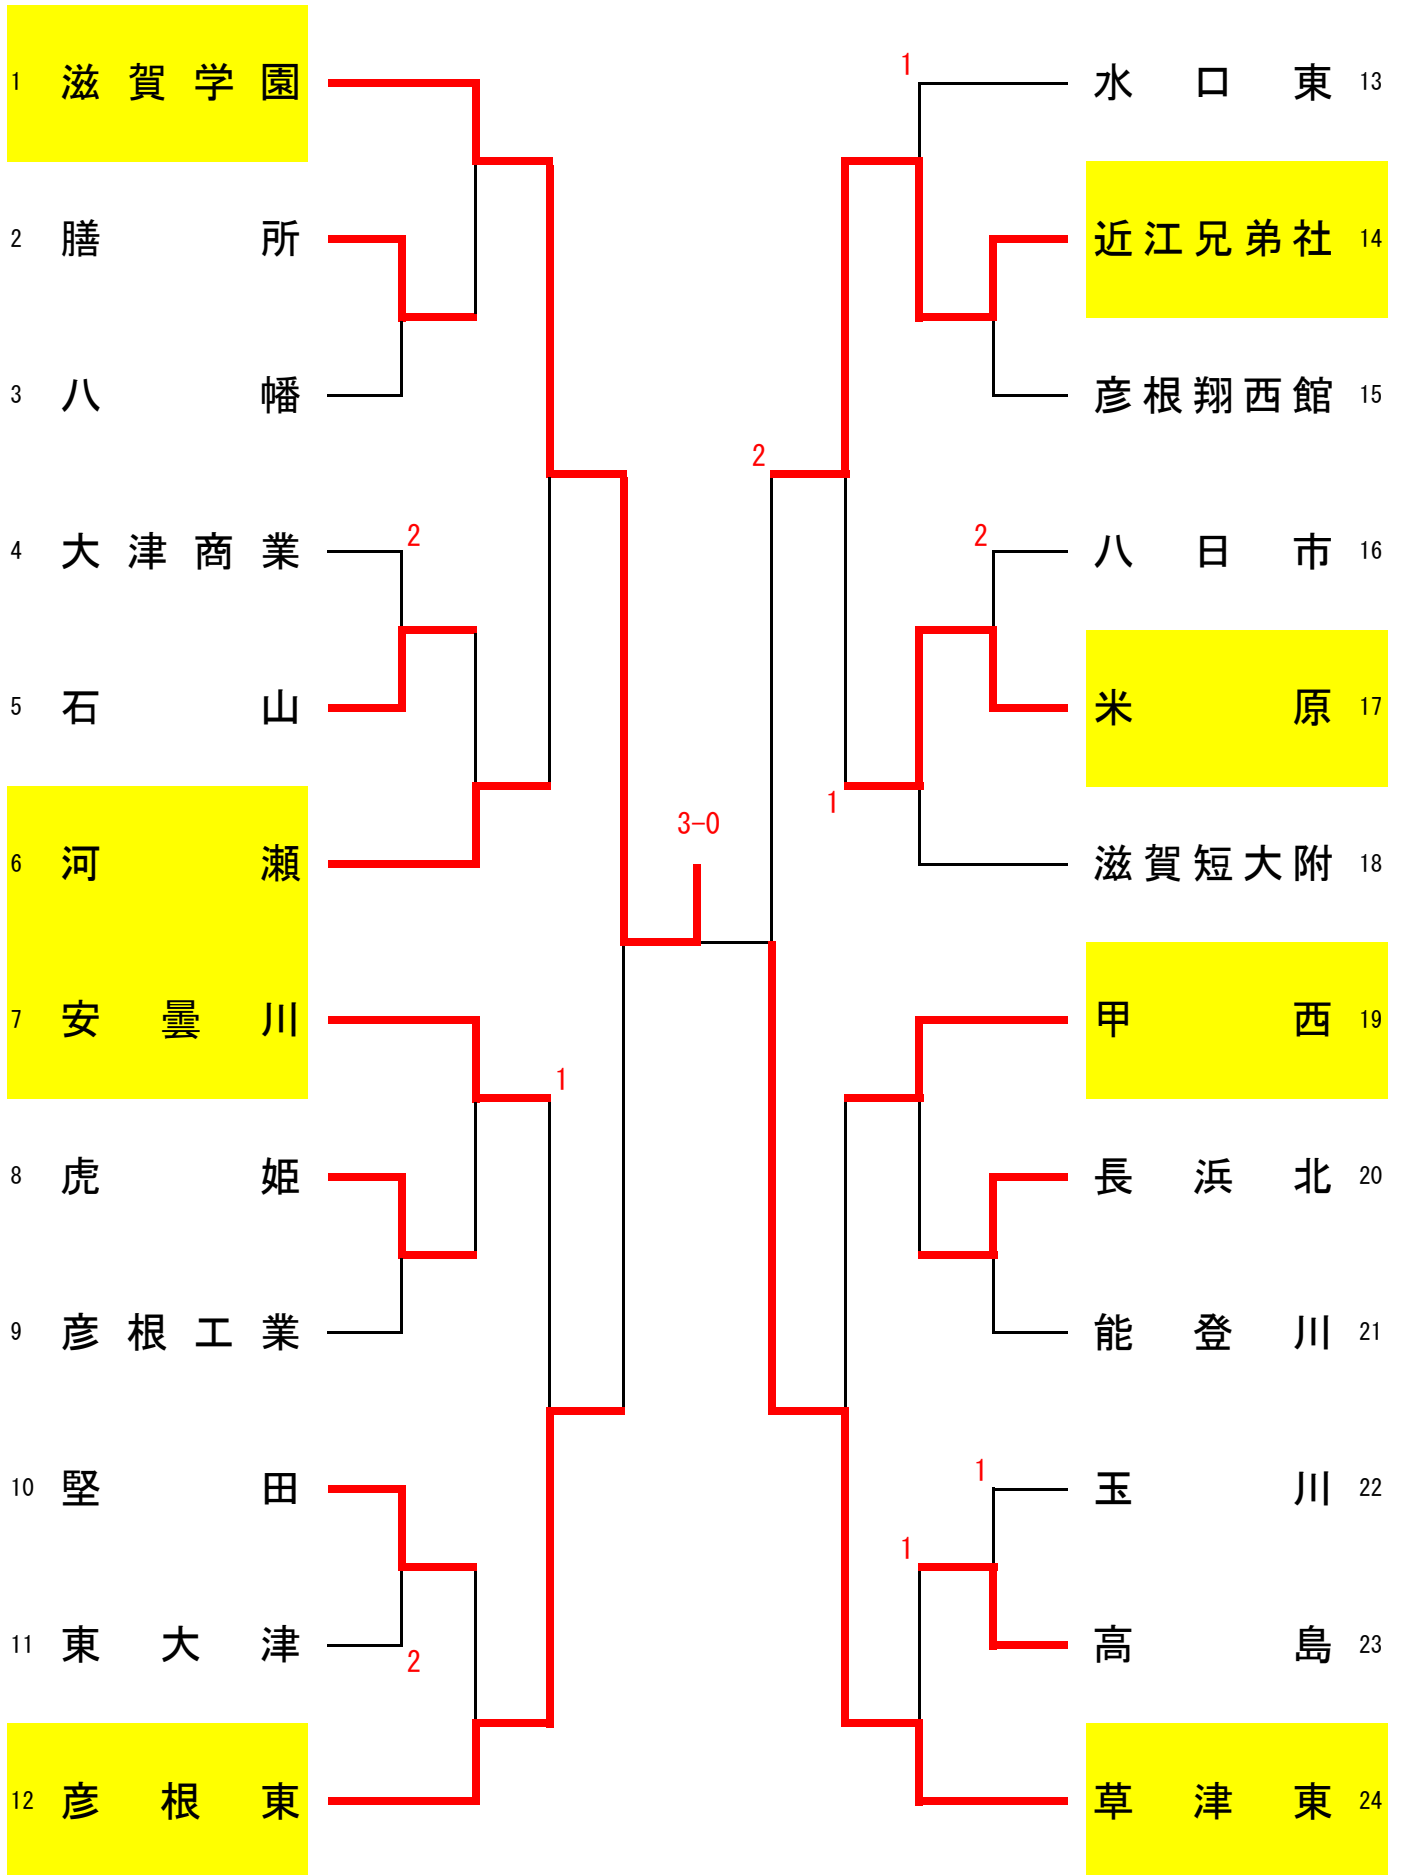 1 滋賀学園
2 膳所
3 八幡
4 大津商業
2
5 石山
6 河瀬
7 安曇川
1
8 虎姫
9 彦根工業
10 堅田
11 東大津
2
12 彦根東
3-0
1
水口東 13
近江兄弟社 14
彦根翔西館 15
2
2
八日市 16
米原 17
1
滋賀短大附 18
甲西 19
長浜北 20
能登川 21
1
玉川 22
1
高島 23
草津東 24